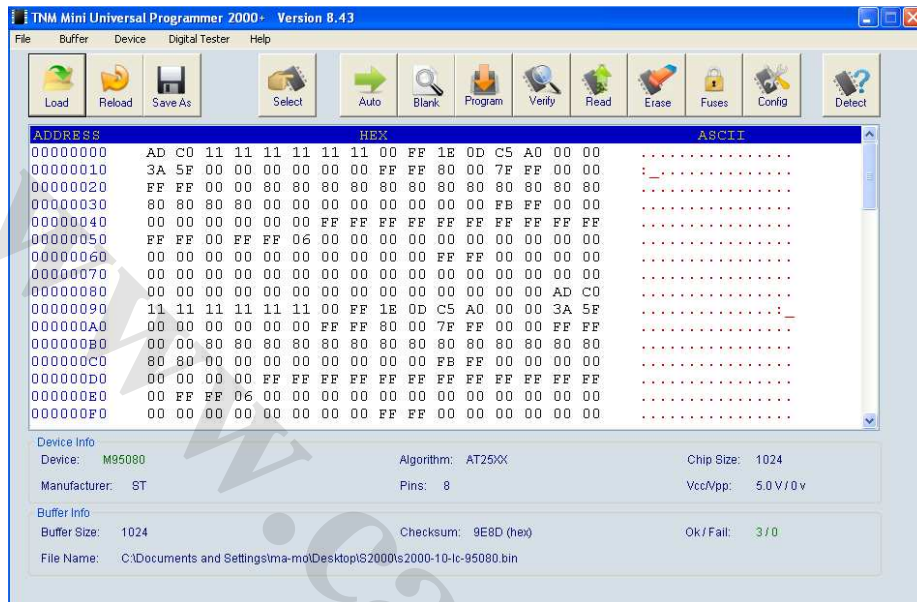 TNM Mini Universal Programmer 2000+ Version 8.43
File Buffer Device Digital Tester Help
Load Reload Save As Select Auto Blank Program Verify Read Erase Fuses Config Detect
ADDRESS HEX ASCII
00000000 AD C0 11 11 11 11 11 11 00 FF 1E 0D C5 A0 00 00 ................
00000010 3A 5F 00 00 00 00 00 00 FF FF 80 00 7F FF 00 00 :_..............
00000020 FF FF 00 00 80 80 80 80 80 80 80 80 80 80 80 80 ................
00000030 80 80 80 80 00 00 00 00 00 00 00 00 FB FF 00 00 ................
00000040 00 00 00 00 00 00 FF FF FF FF FF FF FF FF FF FF ................
00000050 FF FF 00 FF FF 06 00 00 00 00 00 00 00 00 00 00 ................
00000060 00 00 00 00 00 00 00 00 00 00 FF FF 00 00 00 00 ................
00000070 00 00 00 00 00 00 00 00 00 00 00 00 00 00 00 00 ................
00000080 00 00 00 00 00 00 00 00 00 00 00 00 00 00 AD C0 ................
00000090 11 11 11 11 11 11 00 FF 1E 0D C5 A0 00 00 3A 5F ..............:_
000000A0 00 00 00 00 00 00 FF FF 80 00 7F FF 00 00 FF FF ................
000000B0 00 00 80 80 80 80 80 80 80 80 80 80 80 80 80 80 ................
000000C0 80 80 00 00 00 00 00 00 00 00 FB FF 00 00 00 00 ................
000000D0 00 00 00 00 FF FF FF FF FF FF FF FF FF FF FF FF ................
000000E0 00 FF FF 06 00 00 00 00 00 00 00 00 00 00 00 00 ................
000000F0 00 00 00 00 00 00 00 00 FF FF 00 00 00 00 00 00 ................
Device Info
Device: M95080 Algorithm: AT25XX Chip Size: 1024
Manufacturer: ST Pins: 8 Vcc/Vpp: 5.0 V / 0 v
Buffer Info
Buffer Size: 1024 Checksum: 9E8D (hex) Ok / Fail: 3 / 0
File Name: C:\Documents and Settings\ma-mo\Desktop\S2000\s2000-10-lc-95080.bin
www.ca